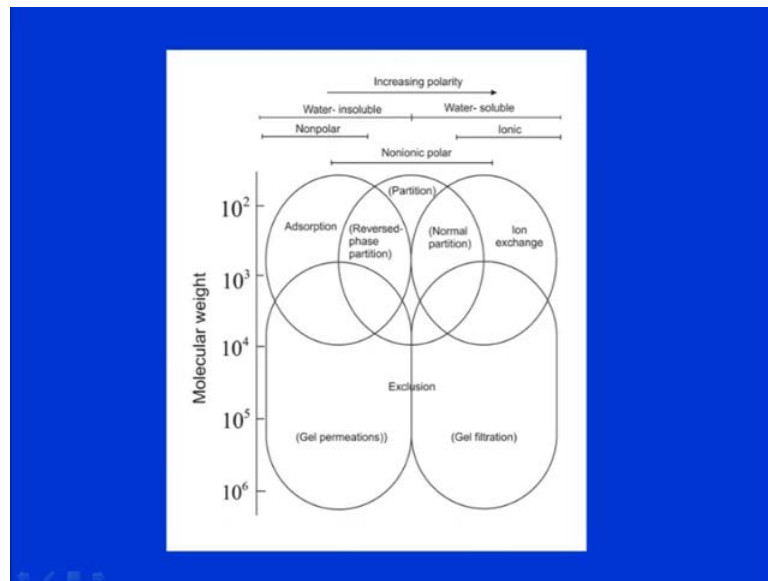 Increasing polarity
Water- insoluble
Water- soluble
Nonpolar
Ionic
Nonionic polar
(Partition)
10²
Adsorption
(Reversed-
phase
partition)
(Normal
partition)
Ion
exchange
10³
Molecular weight
10⁴
Exclusion
10⁵
(Gel permeations))
(Gel filtration)
10⁶